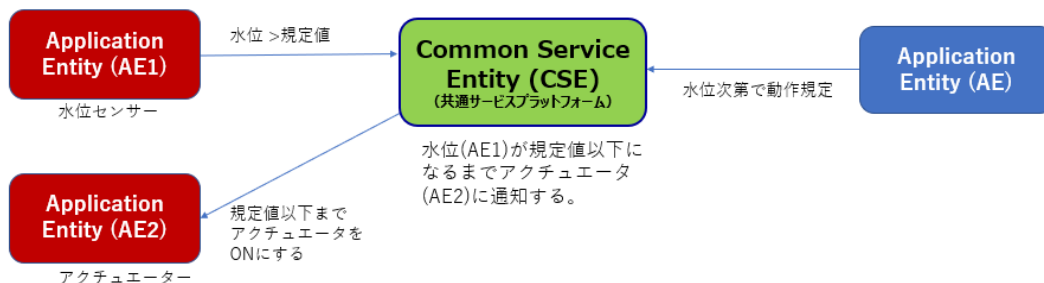 Application
Entity (AE1)
水位センサー
水位 >規定値
Common Service
Entity (CSE)
(共通サービスプラットフォーム)
水位次第で動作規定
Application
Entity (AE)
水位(AE1)が規定値以下に
なるまでアクチュエータ
(AE2)に通知する。
Application
Entity (AE2)
アクチュエーター
規定値以下まで
アクチュエータを
ONにする